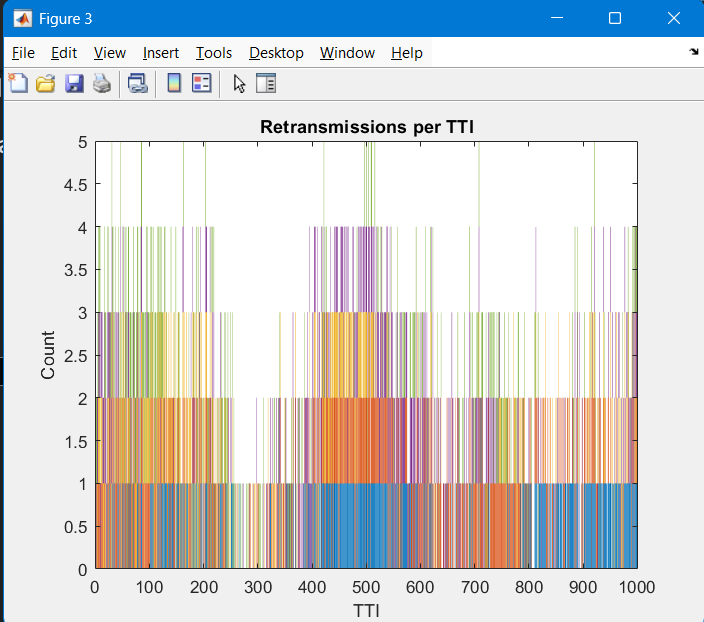 Figure 3
File Edit View Insert Tools Desktop Window Help
Retransmissions per TTI
5
4.5
4
3.5
3
2.5
2
1.5
1
0.5
0
Count
0 100 200 300 400 500 600 700 800 900 1000
TTI